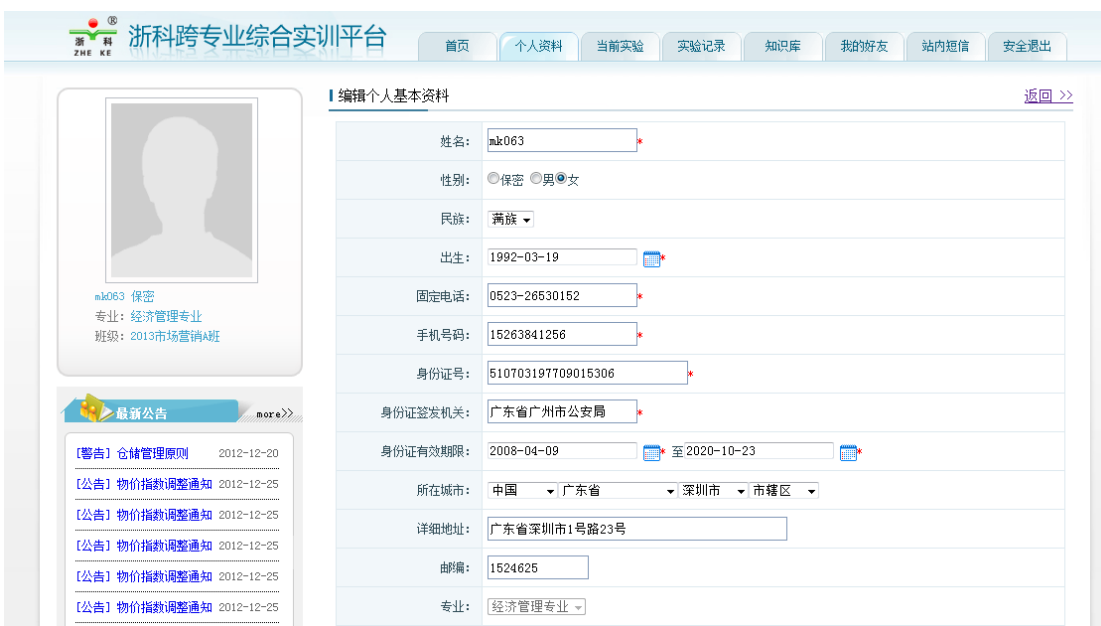 ®
浙 科
ZHE KE
浙科跨专业综合实训平台
首页 个人资料 当前实验 实验记录 知识库 我的好友 站内短信 安全退出
编辑个人基本资料 返回 >>
姓名: mk063 *
性别: 保密 男 女
民族: 满族
出生: 1992-03-19 *
固定电话: 0523-26530152 *
手机号码: 15263841256 *
身份证号: 510703197709015306 *
身份证签发机关: 广东省广州市公安局 *
身份证有效期限: 2008-04-09 * 至 2020-10-23 *
所在城市: 中国 广东省 深圳市 市辖区
详细地址: 广东省深圳市1号路23号
邮编: 1524625
专业: 经济管理专业
mk063 保密
专业: 经济管理专业
班级: 2013市场营销A班
最新公告 more>>
[警告] 仓储管理原则 2012-12-20
[公告] 物价指数调整通知 2012-12-25
[公告] 物价指数调整通知 2012-12-25
[公告] 物价指数调整通知 2012-12-25
[公告] 物价指数调整通知 2012-12-25
[公告] 物价指数调整通知 2012-12-25